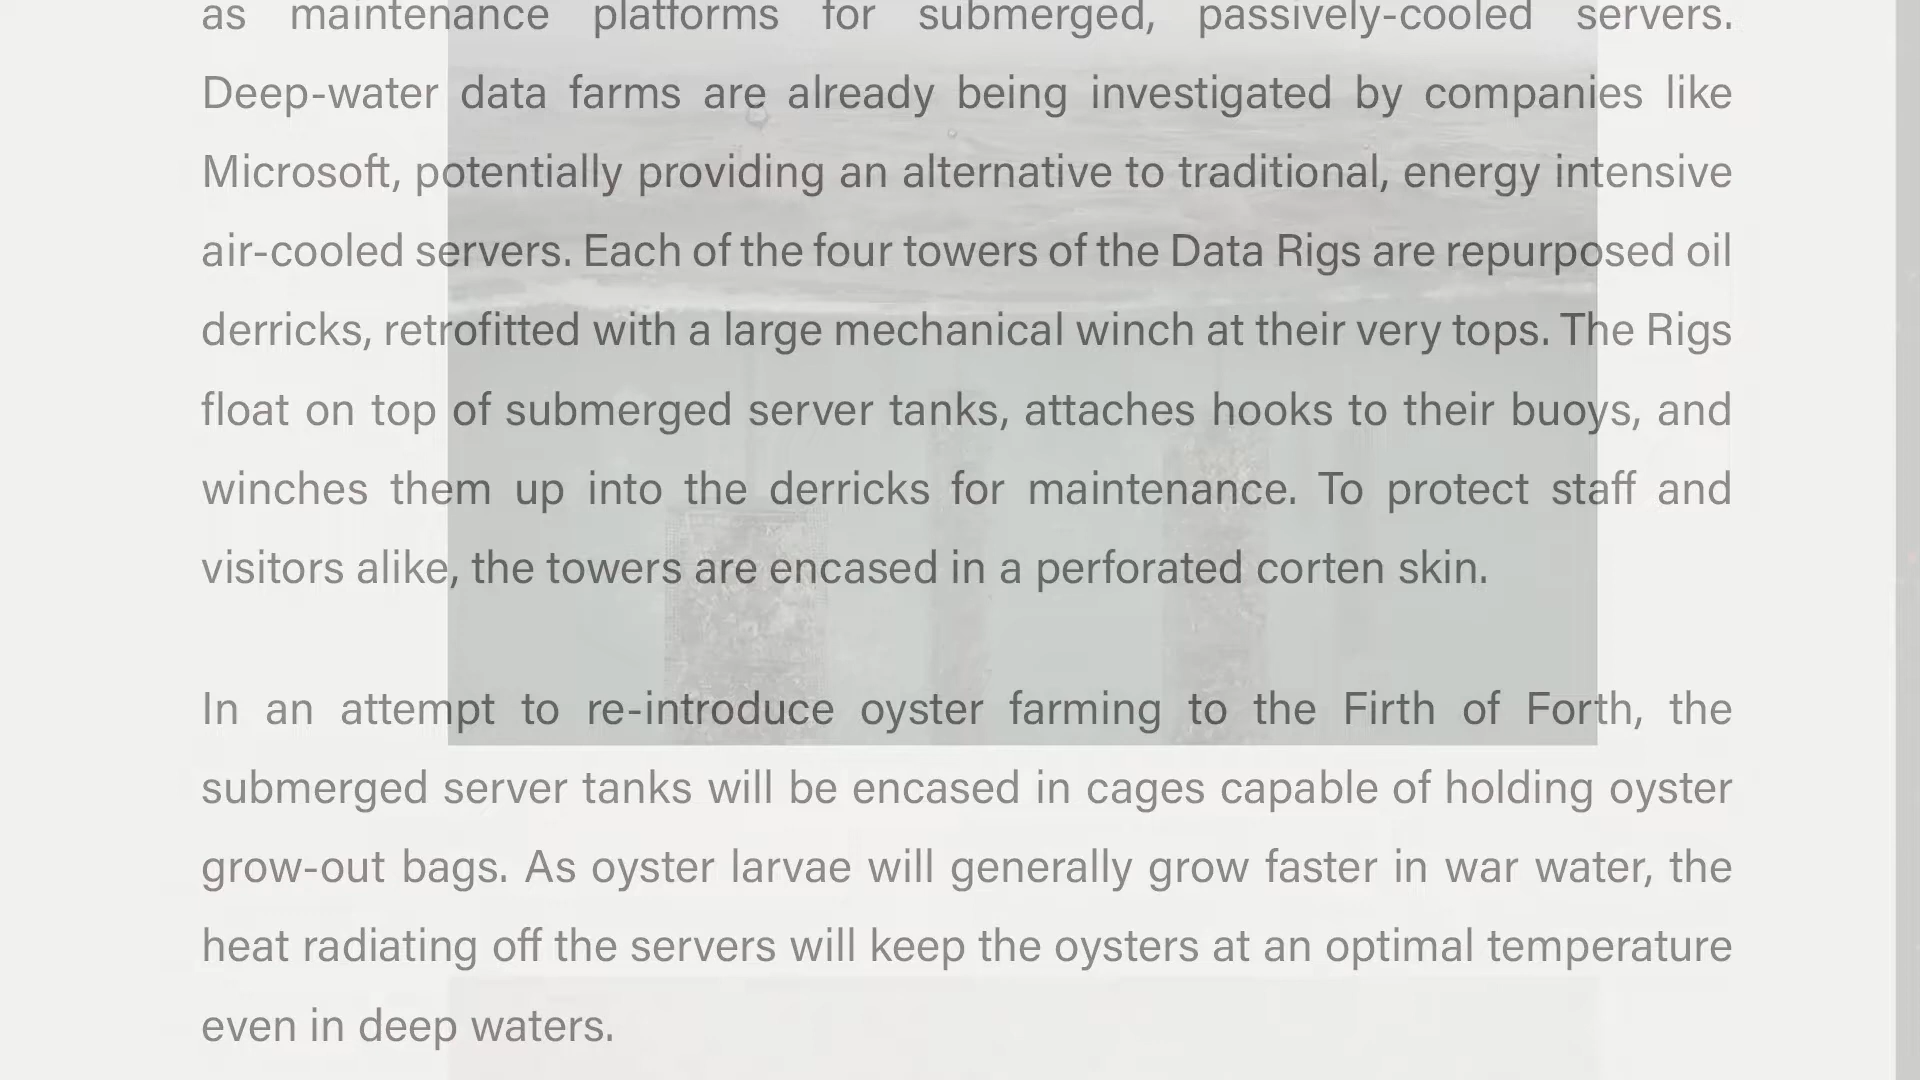 as maintenance platforms for submerged, passively-cooled servers.
Deep-water data farms are already being investigated by companies like
Microsoft, potentially providing an alternative to traditional, energy intensive
air-cooled servers. Each of the four towers of the Data Rigs are repurposed oil
derricks, retrofitted with a large mechanical winch at their very tops. The Rigs
float on top of submerged server tanks, attaches hooks to their buoys, and
winches them up into the derricks for maintenance. To protect staff and
visitors alike, the towers are encased in a perforated corten skin.
In an attempt to re-introduce oyster farming to the Firth of Forth, the
submerged server tanks will be encased in cages capable of holding oyster
grow-out bags. As oyster larvae will generally grow faster in war water, the
heat radiating off the servers will keep the oysters at an optimal temperature
even in deep waters.